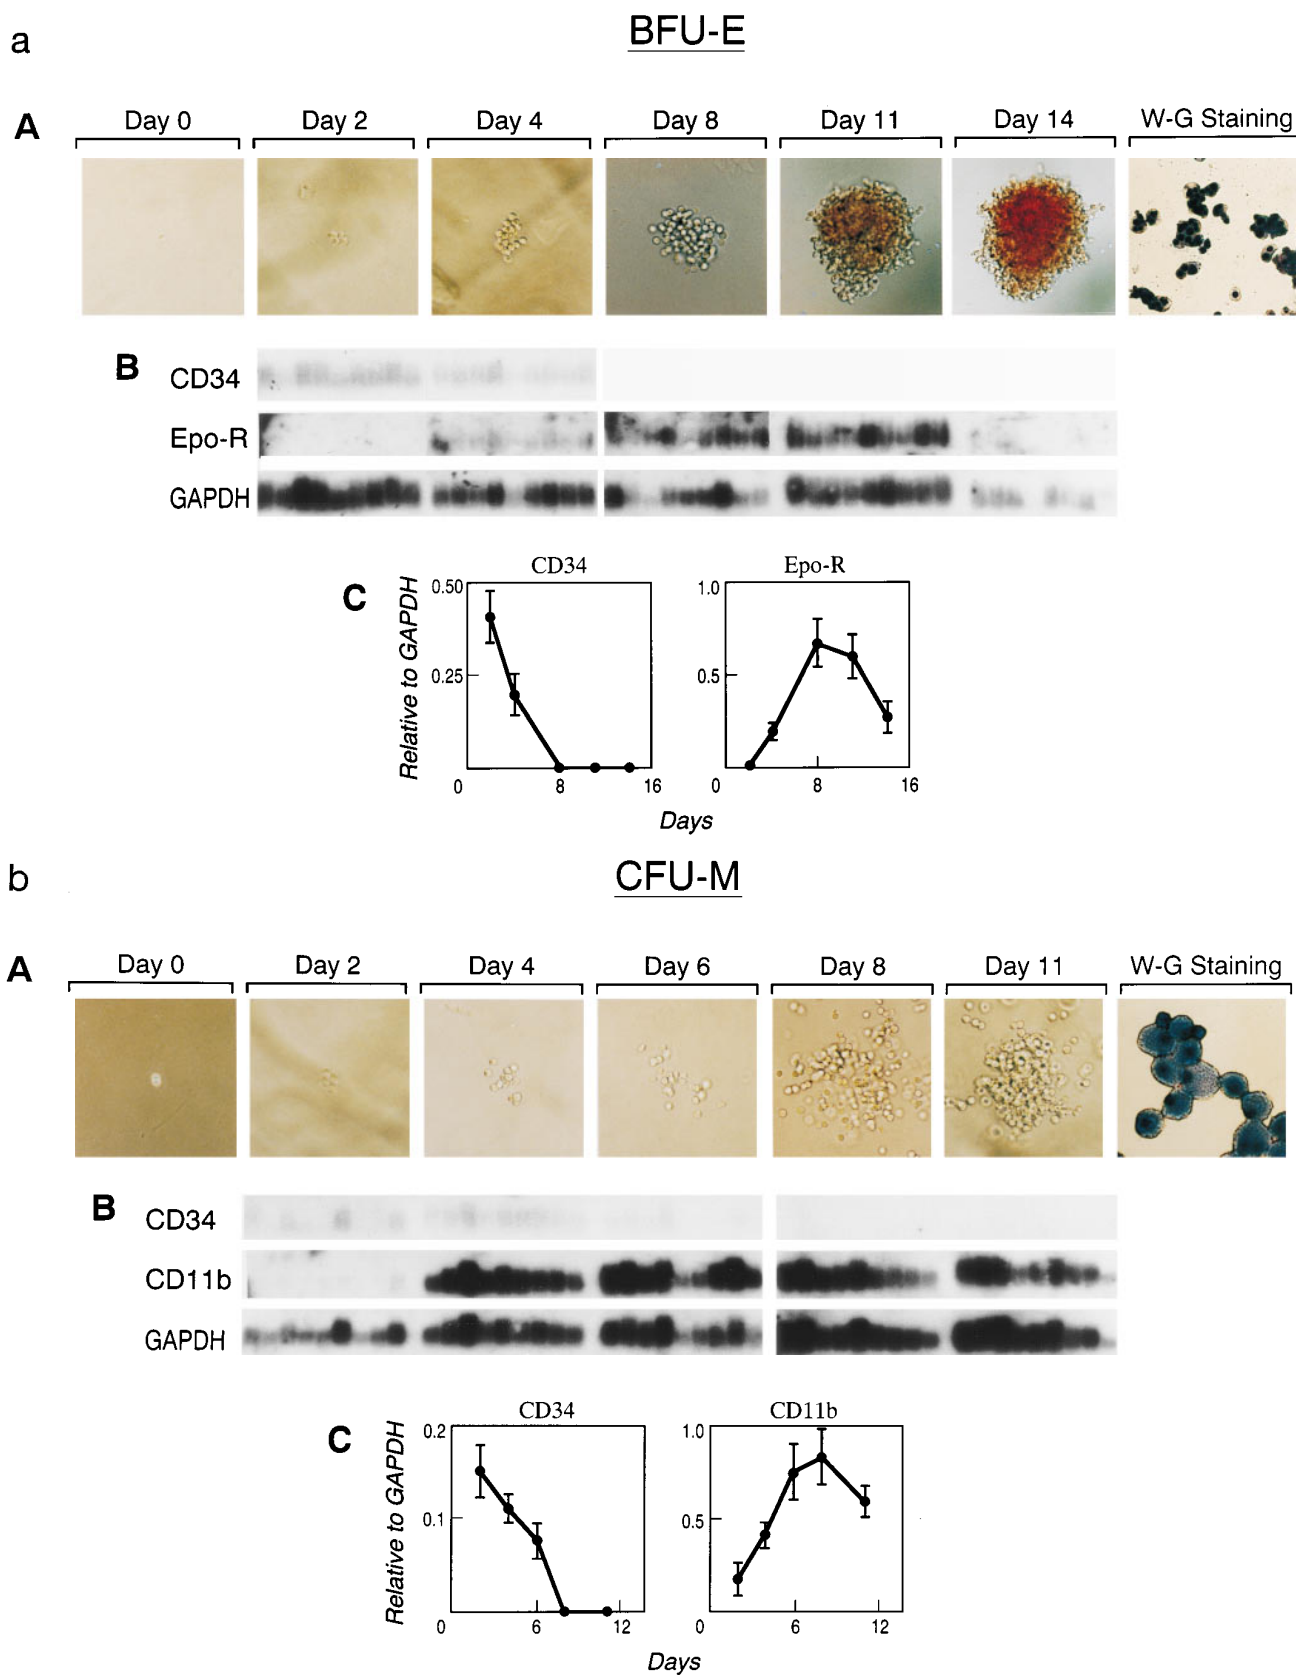 a
BFU-E
A
Day 0 Day 2 Day 4 Day 8 Day 11 Day 14 W-G Staining
B
CD34
Epo-R
GAPDH
C
Relative to GAPDH
CD34
0.50
0.25
0 8 16
Epo-R
1.0
0.5
0 8 16
Days
b
CFU-M
A
Day 0 Day 2 Day 4 Day 6 Day 8 Day 11 W-G Staining
B
CD34
CD11b
GAPDH
C
Relative to GAPDH
CD34
0.2
0.1
0 6 12
CD11b
1.0
0.5
0 6 12
Days